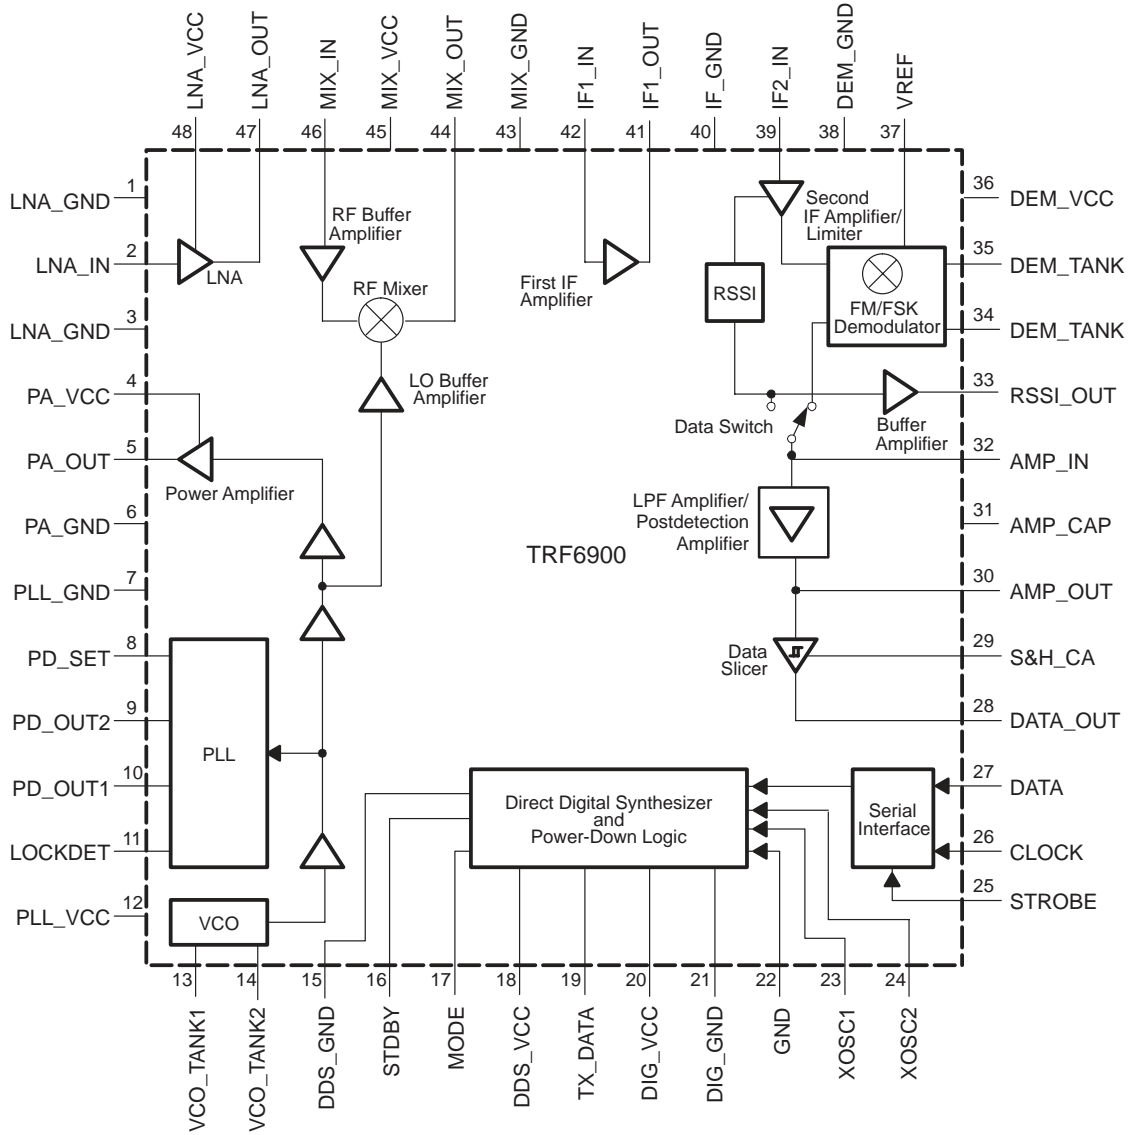 LNA_VCC
LNA_OUT
MIX_IN
MIX_VCC
MIX_OUT
MIX_GND
IF1_IN
IF1_OUT
IF_GND
IF2_IN
DEM_GND
VREF
48
47
46
45
44
43
42
41
40
39
38
37
LNA_GND
1
LNA_IN
2
LNA_GND
3
PA_VCC
4
PA_OUT
5
PA_GND
6
PLL_GND
7
PD_SET
8
PD_OUT2
9
PD_OUT1
10
LOCKDET
11
PLL_VCC
12
LNA
RF Buffer
Amplifier
RF Mixer
LO Buffer
Amplifier
Power Amplifier
First IF
Amplifier
Second
IF Amplifier/
Limiter
RSSI
FM/FSK
Demodulator
Data Switch
Buffer
Amplifier
LPF Amplifier/
Postdetection
Amplifier
TRF6900
Data
Slicer
PLL
VCO
Direct Digital Synthesizer
and
Power-Down Logic
Serial
Interface
36
DEM_VCC
35
DEM_TANK
34
DEM_TANK
33
RSSI_OUT
32
AMP_IN
31
AMP_CAP
30
AMP_OUT
29
S&H_CA
28
DATA_OUT
27
DATA
26
CLOCK
25
STROBE
13
14
15
16
17
18
19
20
21
22
23
24
VCO_TANK1
VCO_TANK2
DDS_GND
STDBY
MODE
DDS_VCC
TX_DATA
DIG_VCC
DIG_GND
GND
XOSC1
XOSC2